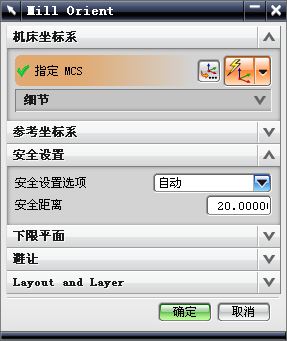 Mill Orient
机床坐标系
指定 MCS
细节
参考坐标系
安全设置
安全设置选项 自动
安全距离 20.0000
下限平面
避让
Layout and Layer
确定 取消